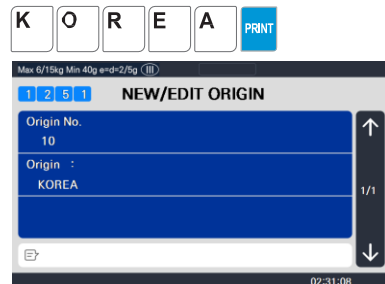 K O R E A PRINT
Max 6/15kg Min 40g e=d=2/5g III
1 2 5 1 NEW/EDIT ORIGIN
Origin No.
10
Origin :
KOREA
1/1
02:31:08